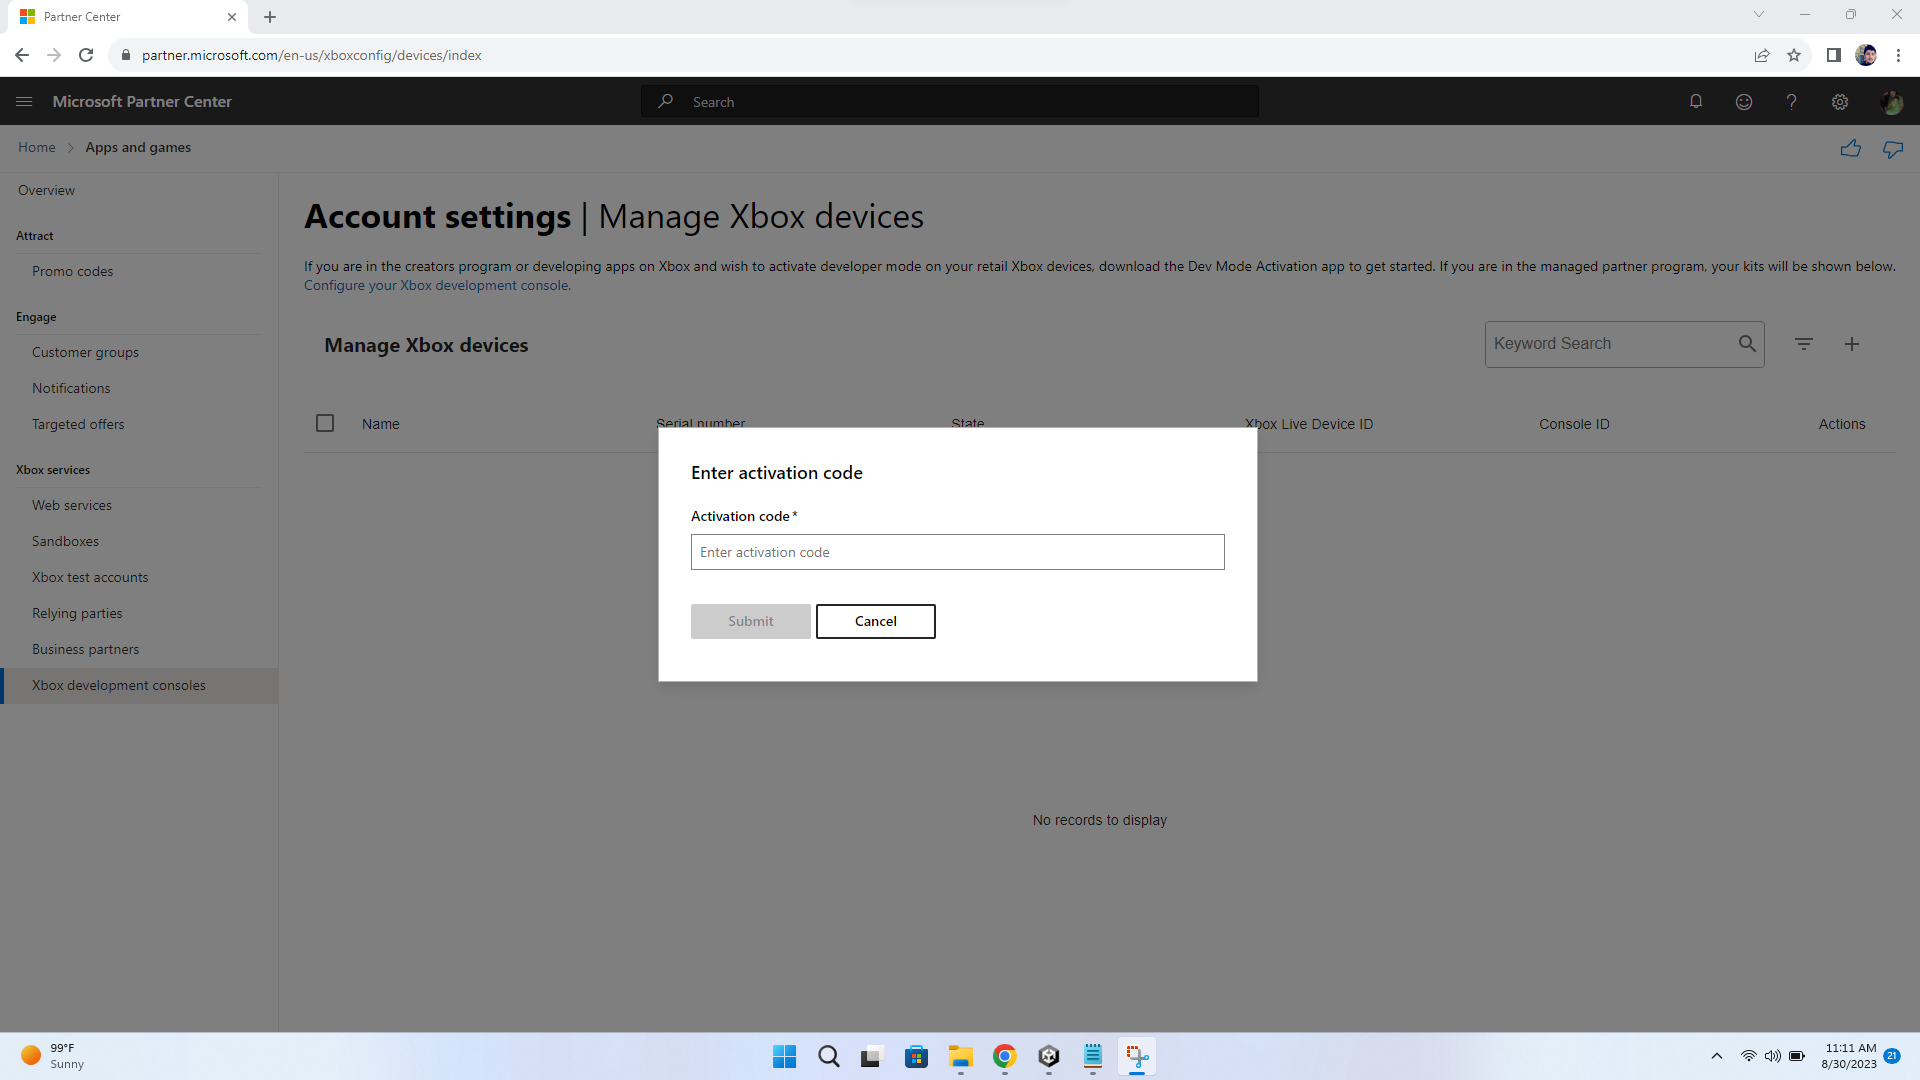 Partner Center
partner.microsoft.com/en-us/xboxconfig/devices/index
Microsoft Partner Center
Search
Home
Apps and games
Overview
Attract
Promo codes
Engage
Customer groups
Notifications
Targeted offers
Xbox services
Web services
Sandboxes
Xbox test accounts
Relying parties
Business partners
Xbox development consoles
Account settings | Manage Xbox devices
If you are in the creators program or developing apps on Xbox and wish to activate developer mode on your retail Xbox devices, download the Dev Mode Activation app to get started. If you are in the managed partner program, your kits will be shown below.
Configure your Xbox development console.
Manage Xbox devices
Keyword Search
Name Serial number State Xbox Live Device ID Console ID Actions
Enter activation code
Activation code*
Enter activation code
Submit Cancel
No records to display
99°F
Sunny
11:11 AM
8/30/2023
21